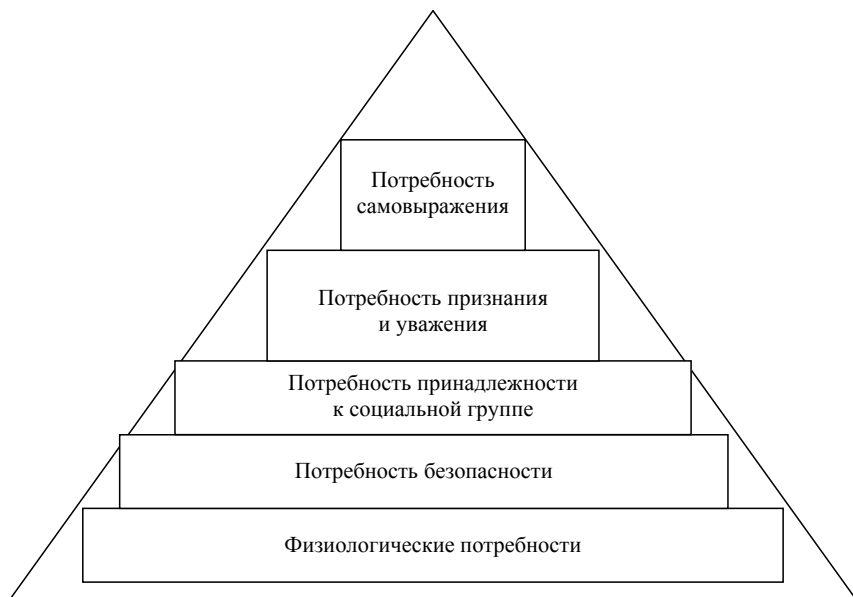 Потребность
самовыражения
Потребность признания
и уважения
Потребность принадлежности
к социальной группе
Потребность безопасности
Физиологические потребности